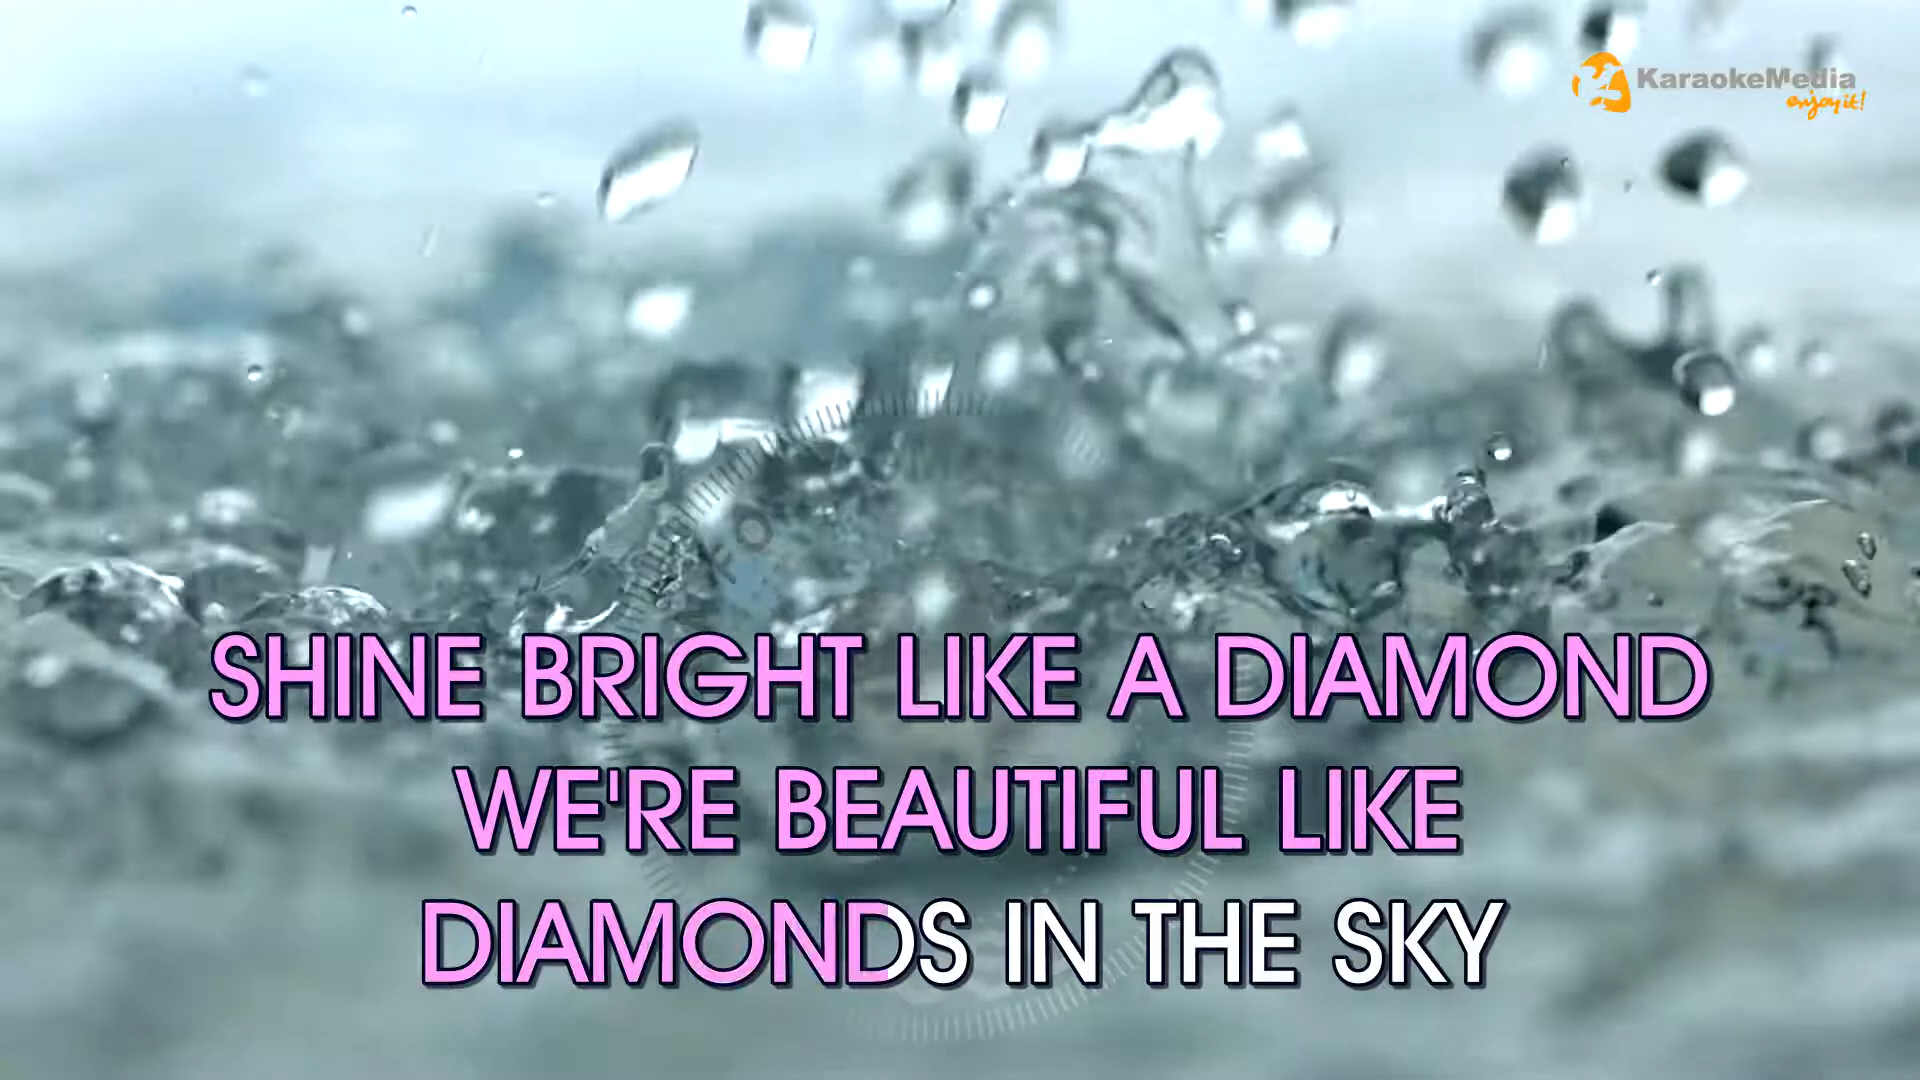 KaraokeMedia
enjoy it!
SHINE BRIGHT LIKE A DIAMOND
WE'RE BEAUTIFUL LIKE
DIAMONDS IN THE SKY